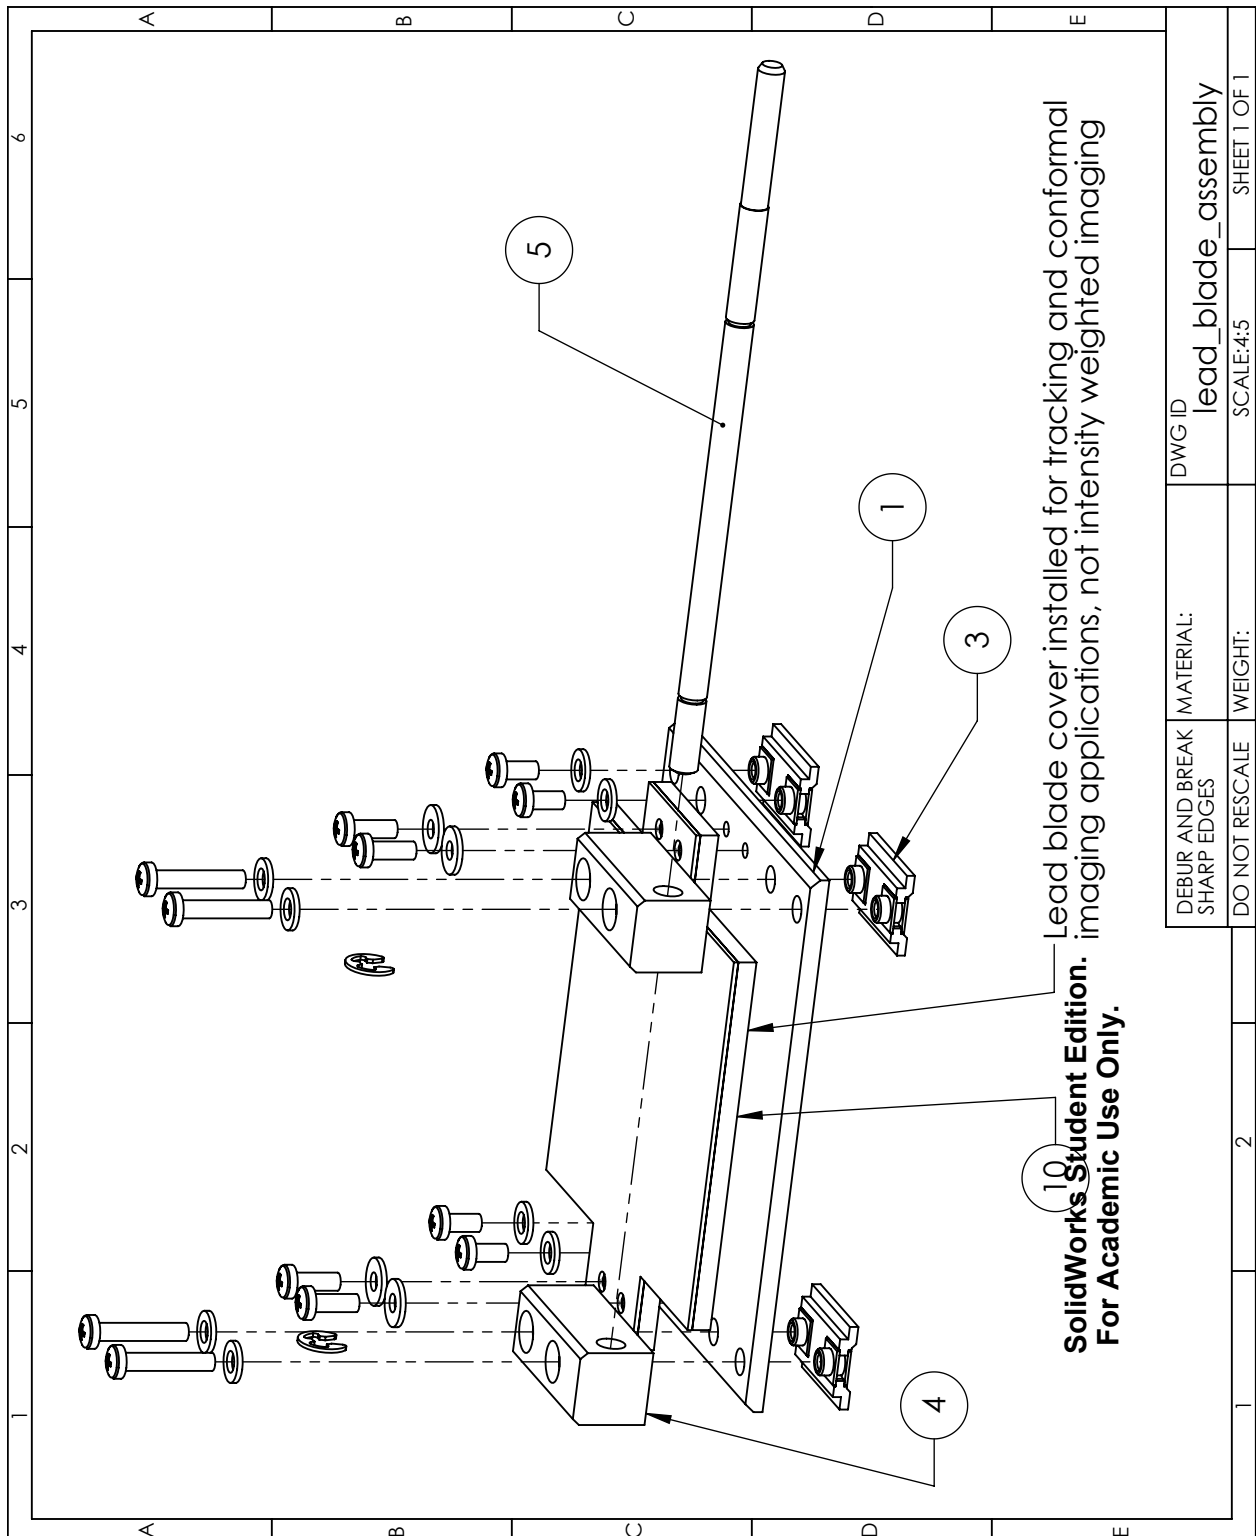 A
B
C
D
E
6
5
4
3
2
1
5
1
3
10
4
Lead blade cover installed for tracking and conformal
imaging applications, not intensity weighted imaging
SolidWorks Student Edition.
For Academic Use Only.
DEBUR AND BREAK
SHARP EDGES
DO NOT RESCALE
MATERIAL:
WEIGHT:
DWG ID
lead_blade_assembly
SCALE:4:5
SHEET 1 OF 1
A
B
C
D
E
1
2